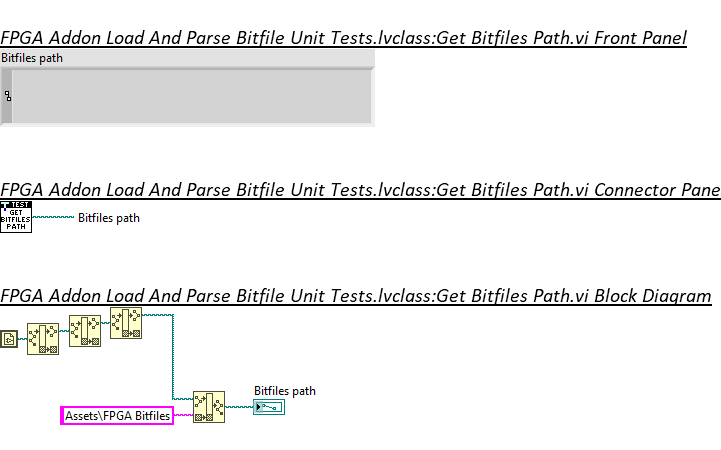 FPGA Addon Load And Parse Bitfile Unit Tests.lvclass:Get Bitfiles Path.vi Front Panel
Bitfiles path
FPGA Addon Load And Parse Bitfile Unit Tests.lvclass:Get Bitfiles Path.vi Connector Pane
TEST
GET
BITFILES
PATH
Bitfiles path
FPGA Addon Load And Parse Bitfile Unit Tests.lvclass:Get Bitfiles Path.vi Block Diagram
Bitfiles path
Assets\FPGA Bitfiles